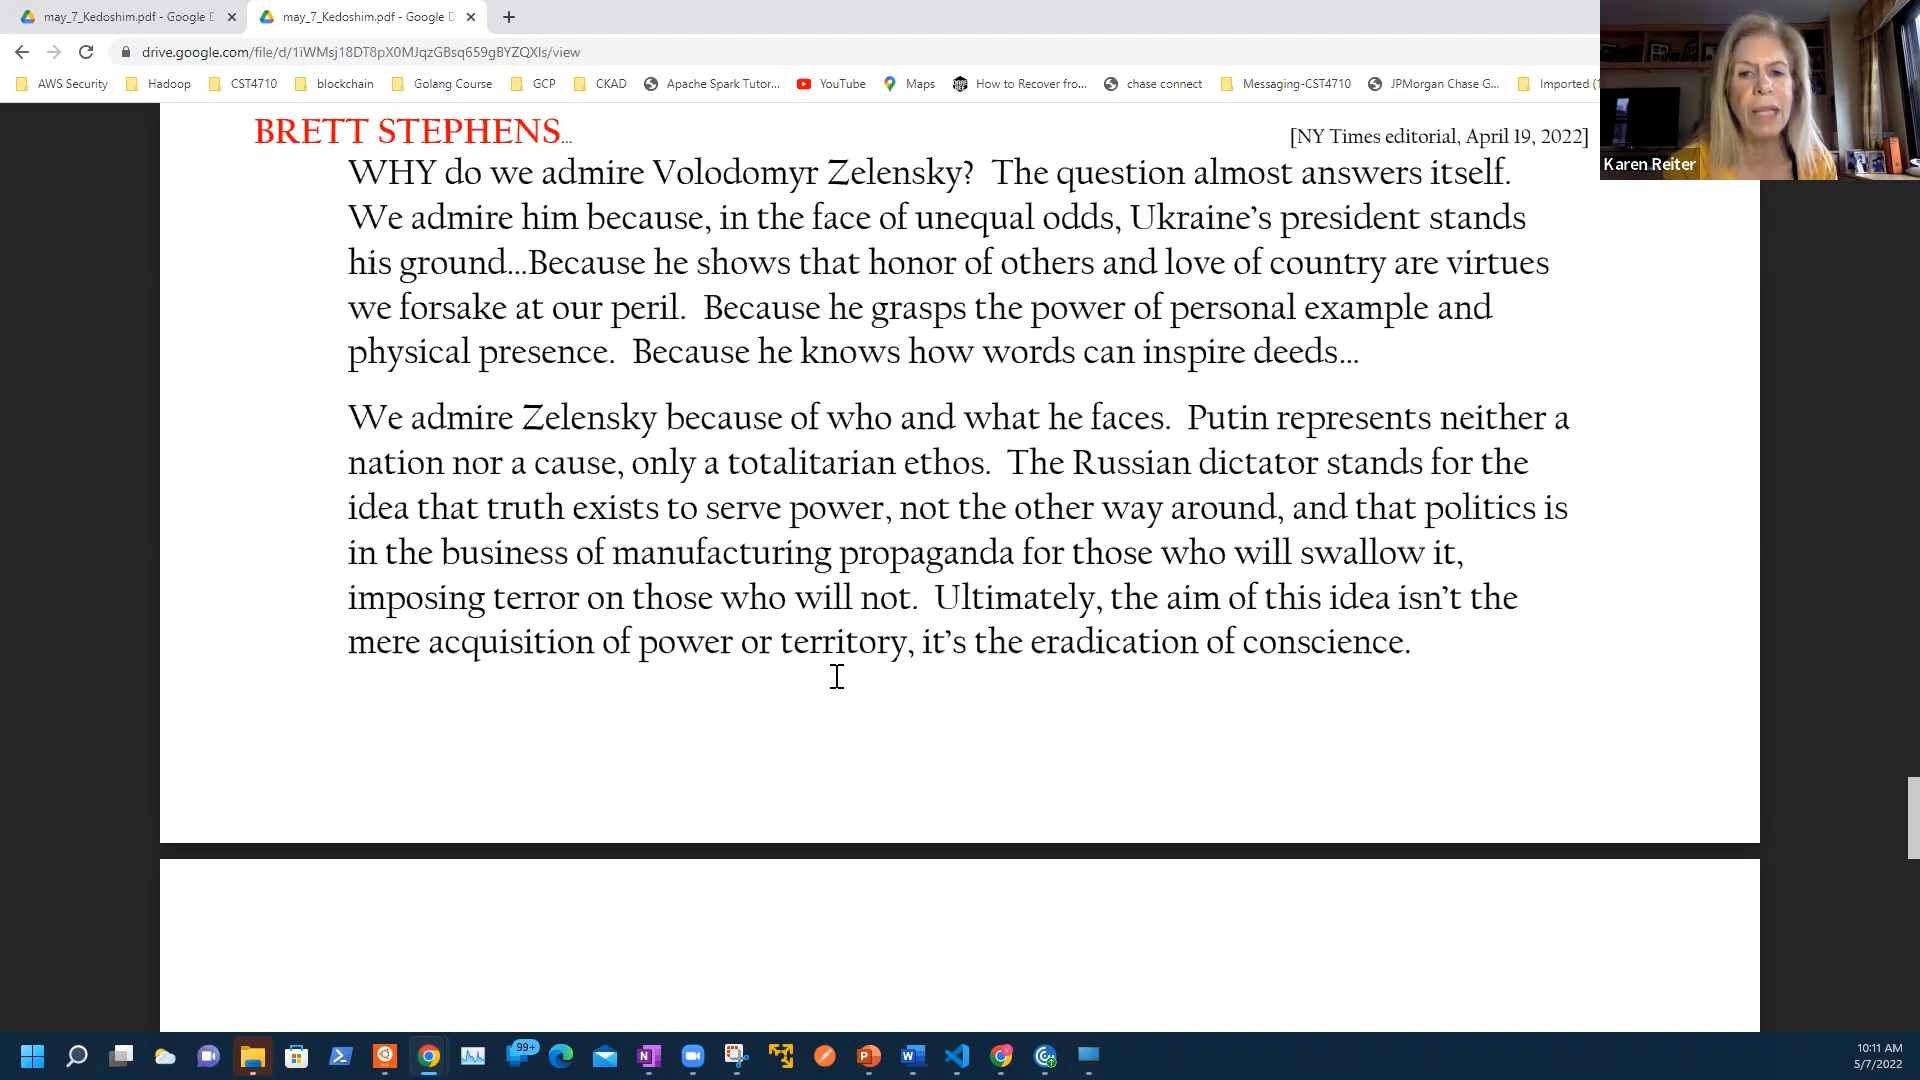 may_7_Kedoshim.pdf - Google D
may_7_Kedoshim.pdf - Google D
drive.google.com/file/d/1iWMsj18DT8pX0MJqzGBsq659gBYZQXls/view
AWS Security Hadoop CST4710 blockchain Golang Course GCP CKAD Apache Spark Tutor... YouTube Maps How to Recover fro... chase connect Messaging-CST4710 JPMorgan Chase G... Imported (1
Karen Reiter
BRETT STEPHENS... [NY Times editorial, April 19, 2022]
WHY do we admire Volodomyr Zelensky? The question almost answers itself.
We admire him because, in the face of unequal odds, Ukraine's president stands
his ground...Because he shows that honor of others and love of country are virtues
we forsake at our peril. Because he grasps the power of personal example and
physical presence. Because he knows how words can inspire deeds...
We admire Zelensky because of who and what he faces. Putin represents neither a
nation nor a cause, only a totalitarian ethos. The Russian dictator stands for the
idea that truth exists to serve power, not the other way around, and that politics is
in the business of manufacturing propaganda for those who will swallow it,
imposing terror on those who will not. Ultimately, the aim of this idea isn't the
mere acquisition of power or territory, it's the eradication of conscience.
99+
10:11 AM
5/7/2022